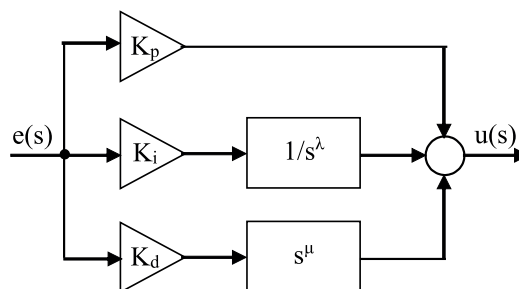 K_p
e(s)
K_i
1/s^λ
u(s)
K_d
s^μ